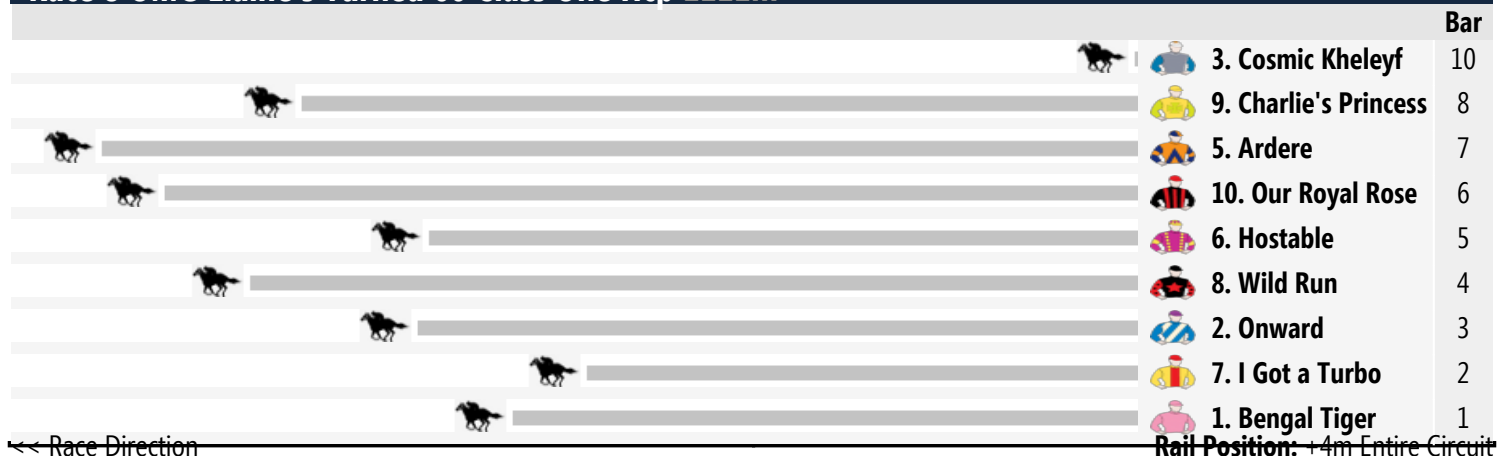 Bar
3. Cosmic Kheleyf 10
9. Charlie's Princess 8
5. Ardere 7
10. Our Royal Rose 6
6. Hostable 5
8. Wild Run 4
2. Onward 3
7. I Got a Turbo 2
1. Bengal Tiger 1
<< Race Direction Rail Position: +4m Entire Circuit